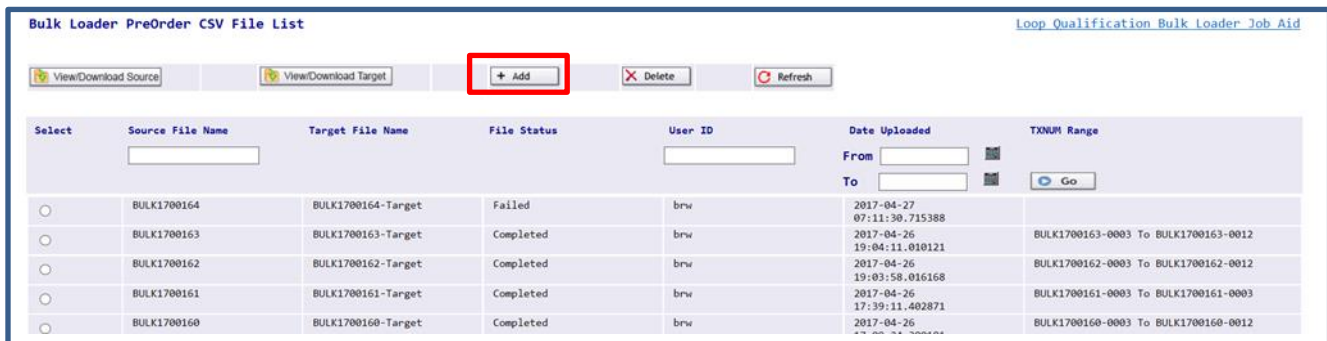 Bulk Loader PreOrder CSV File List
Loop Qualification Bulk Loader Job Aid
View/Download Source
View/Download Target
+ Add
Delete
Refresh
Select Source File Name Target File Name File Status User ID Date Uploaded TXNUM Range
From
To
Go
BULK1700164 BULK1700164-Target Failed brw 2017-04-27
07:11:30.715388
BULK1700163 BULK1700163-Target Completed brw 2017-04-26 BULK1700163-0003 To BULK1700163-0012
19:04:11.010121
BULK1700162 BULK1700162-Target Completed brw 2017-04-26 BULK1700162-0003 To BULK1700162-0012
19:03:58.016168
BULK1700161 BULK1700161-Target Completed brw 2017-04-26 BULK1700161-0003 To BULK1700161-0003
17:39:11.402871
BULK1700160 BULK1700160-Target Completed brw 2017-04-26 BULK1700160-0003 To BULK1700160-0012